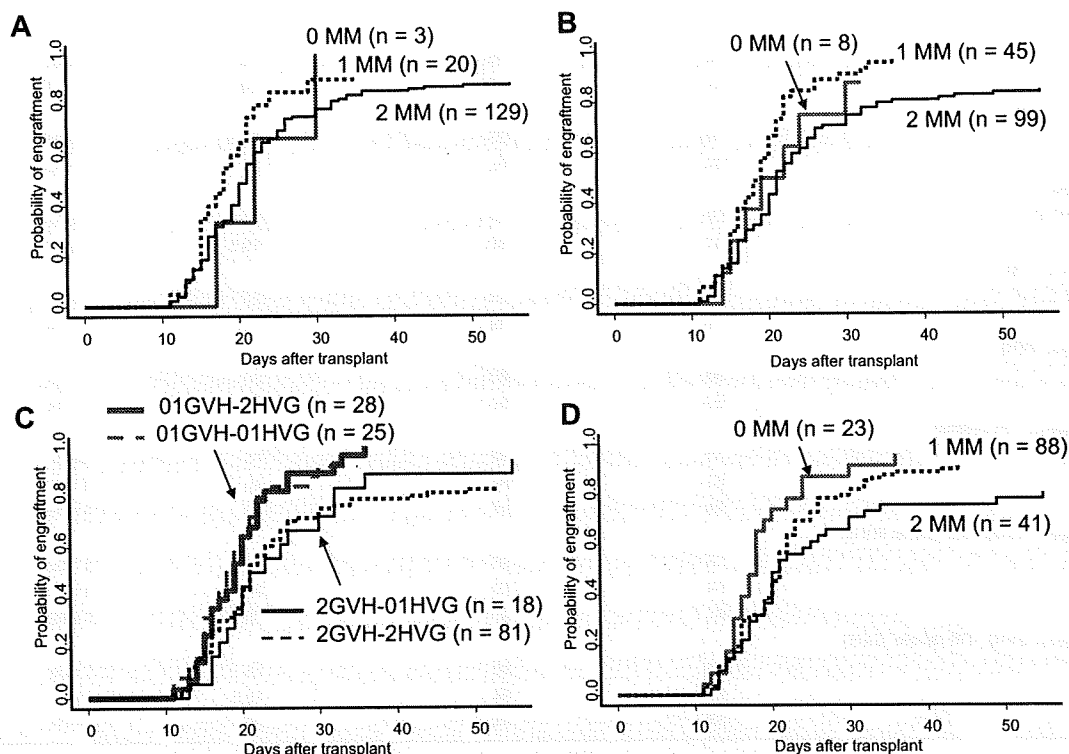 A
0 MM (n = 3)
1 MM (n = 20)
2 MM (n = 129)
Probability of engraftment
0.0 0.2 0.4 0.6 0.8 1.0
0 10 20 30 40 50
Days after transplant
B
0 MM (n = 8)
1 MM (n = 45)
2 MM (n = 99)
Probability of engraftment
0.0 0.2 0.4 0.6 0.8 1.0
0 10 20 30 40 50
Days after transplant
C
01GVH-2HVG (n = 28)
01GVH-01HVG (n = 25)
2GVH-01HVG (n = 18)
2GVH-2HVG (n = 81)
Probability of engraftment
0.0 0.2 0.4 0.6 0.8 1.0
0 10 20 30 40 50
Days after transplant
D
0 MM (n = 23)
1 MM (n = 88)
2 MM (n = 41)
Probability of engraftment
0.0 0.2 0.4 0.6 0.8 1.0
0 10 20 30 40 50
Days after transplant